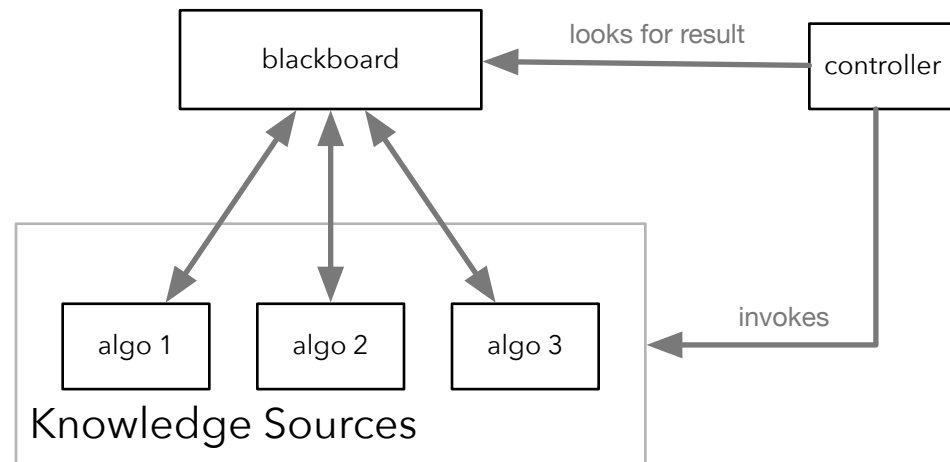 looks for result
blackboard
controller
invokes
algo 1
algo 2
algo 3
Knowledge Sources